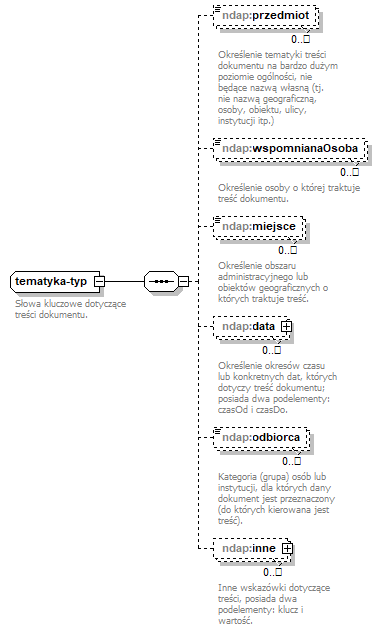 ndap:przedmiot
0..□
Określenie tematyki treści
dokumentu na bardzo dużym
poziomie ogólności, nie
będące nazwą własną (tj.
nie nazwą geograficzną,
osoby, obiektu, ulicy,
instytucji itp.)
ndap:wspomnianaOsoba
0..□
Określenie osoby o której traktuje
treść dokumentu.
ndap:miejsce
0..□
Określenie obszaru
administracyjnego lub
obiektów geograficznych o
których traktuje treść.
tematyka-typ
Słowa kluczowe dotyczące
treści dokumentu.
ndap:data
0..□
Określenie okresów czasu
lub konkretnych dat, których
dotyczy treść dokumentu;
posiada dwa podelementy:
czasOd i czasDo.
ndap:odbiorca
0..□
Kategoria (grupa) osób lub
instytucji, dla których dany
dokument jest przeznaczony
(do których kierowana jest
treść).
ndap:inne
0..□
Inne wskazówki dotyczące
treści, posiada dwa
podelementy: klucz i
wartość.